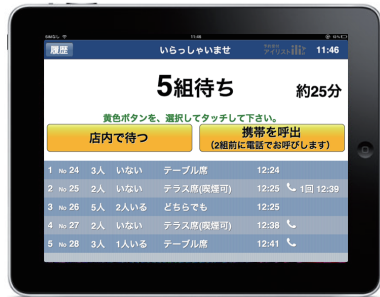 SIMなし 11:46
履歴 いらっしゃいませ アイリスト 11:46
5組待ち 約25分
黄色ボタンを、選択してタッチして下さい。
店内で待つ
携帯を呼出
(2組前に電話でお呼びします)
1 No 24 3人 いない テーブル席 12:24
2 No 25 2人 いない テラス席(喫煙可) 12:25 1回 12:39
3 No 26 5人 2人いる どちらでも 12:25
4 No 27 2人 いない テラス席(喫煙可) 12:38
5 No 28 3人 1人いる テーブル席 12:41